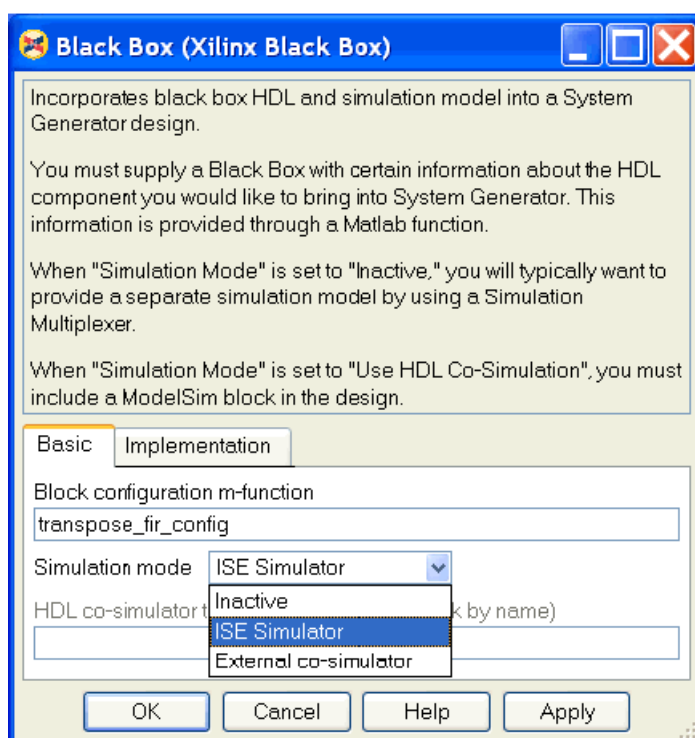 Black Box (Xilinx Black Box)
Incorporates black box HDL and simulation model into a System
Generator design.
You must supply a Black Box with certain information about the HDL
component you would like to bring into System Generator. This
information is provided through a Matlab function.
When "Simulation Mode" is set to "Inactive," you will typically want to
provide a separate simulation model by using a Simulation
Multiplexer.
When "Simulation Mode" is set to "Use HDL Co-Simulation", you must
include a ModelSim block in the design.
Basic Implementation
Block configuration m-function
transpose_fir_config
Simulation mode ISE Simulator
Inactive
HDL co-simulator t k by name)
ISE Simulator
External co-simulator
OK Cancel Help Apply